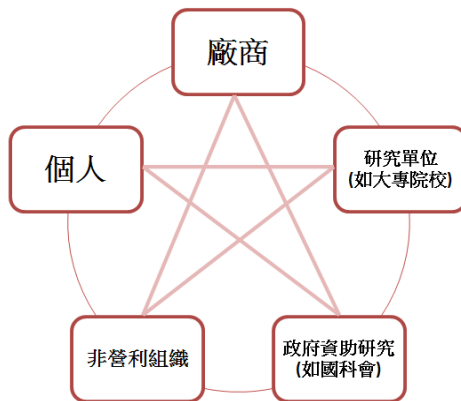 廠商
個人
研究單位
(如大專院校)
非營利組織
政府資助研究
(如國科會)